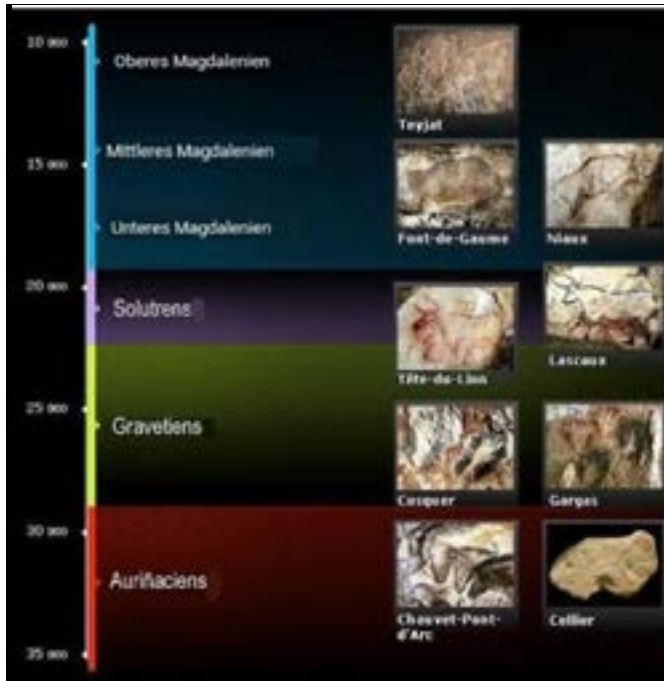 10 000
Oberes Magdalenien
Teyjat
Mittleres Magdalenien
15 000
Unteres Magdalenien
Font-de-Gaume
Niaux
20 000
Solutrens
Tête-du-Lion
Lascaux
25 000
Gravetiens
Cosquer
Gargas
30 000
Auriñaciens
Chauvet-Pont-
d'Arc
Cellier
35 000